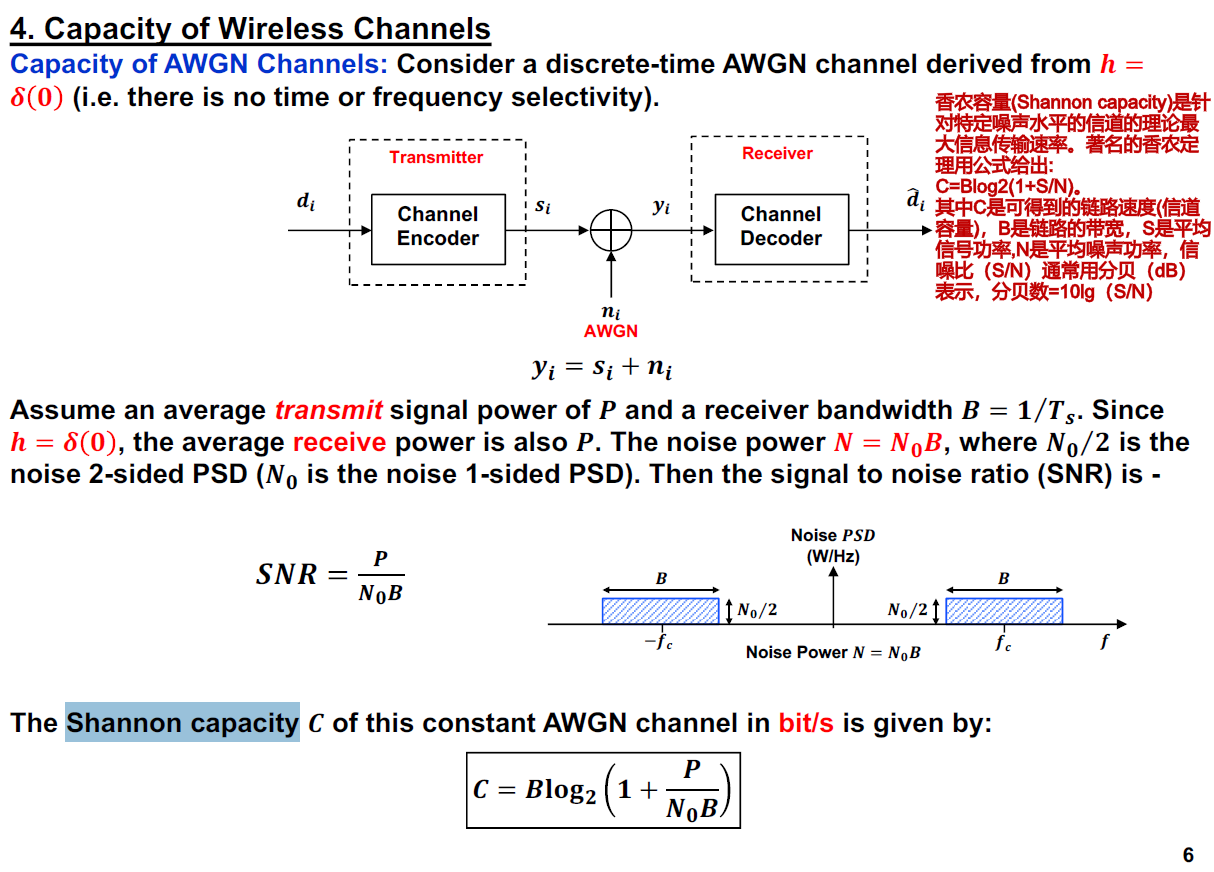 4. Capacity of Wireless Channels
Capacity of AWGN Channels: Consider a discrete-time AWGN channel derived from h =
δ(0) (i.e. there is no time or frequency selectivity).
香农容量(Shannon capacity)是针
对特定噪声水平的信道的理论最
大信息传输速率。著名的香农定
理用公式给出:
C=Blog2(1+S/N)。
其中C是可得到的链路速度(信道
容量)，B是链路的带宽，S是平均
信号功率,N是平均噪声功率，信
噪比（S/N）通常用分贝（dB）
表示，分贝数=10lg（S/N）
Transmitter
Receiver
d_i
Channel
Encoder
s_i
y_i
Channel
Decoder
d̂_i
n_i
AWGN
y_i = s_i + n_i
Assume an average transmit signal power of P and a receiver bandwidth B = 1/T_s. Since
h = δ(0), the average receive power is also P. The noise power N = N_0B, where N_0/2 is the
noise 2-sided PSD (N_0 is the noise 1-sided PSD). Then the signal to noise ratio (SNR) is -
SNR = P / N_0B
Noise PSD
(W/Hz)
B
B
N_0/2
N_0/2
−f_c
f_c
f
Noise Power N = N_0B
The Shannon capacity C of this constant AWGN channel in bit/s is given by:
C = Blog_2(1 + P / N_0B)
6